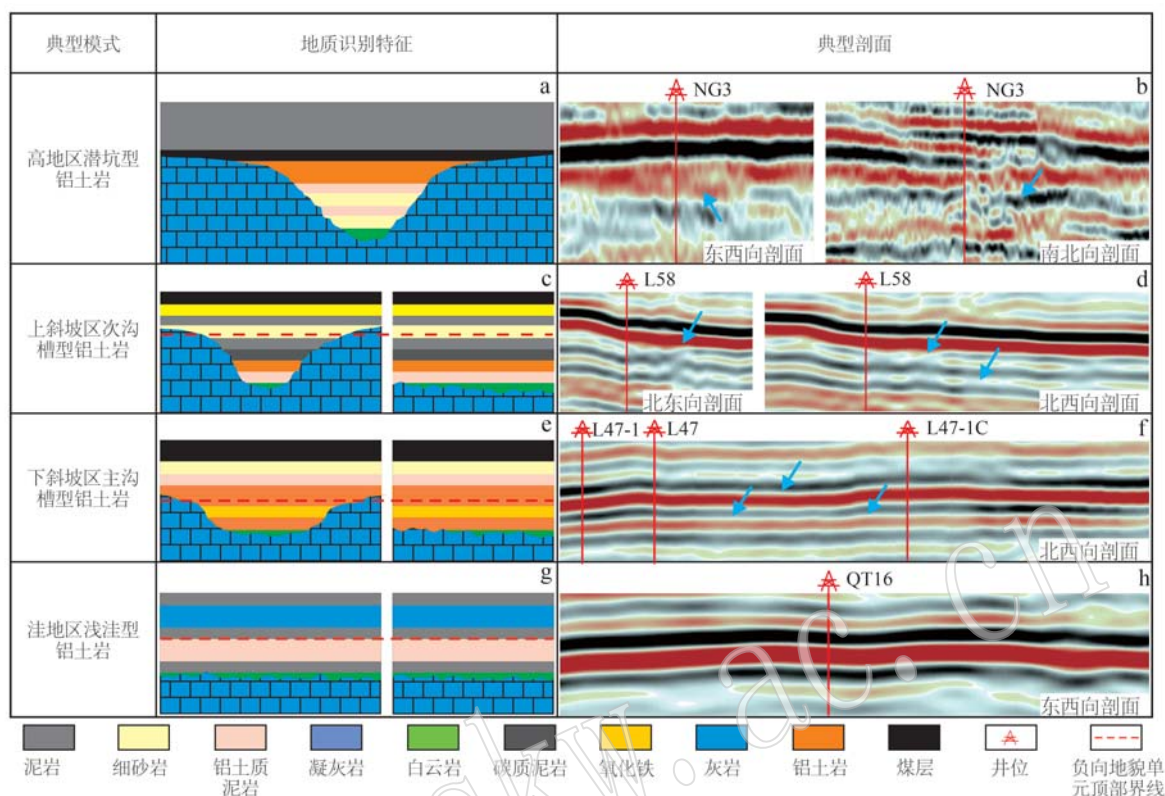 典型模式 地质识别特征 典型剖面
高地区潜坑型
铝土岩
a
NG3
NG3
b
东西向剖面
南北向剖面
上斜坡区次沟
槽型铝土岩
c
L58
L58
d
北东向剖面
北西向剖面
下斜坡区主沟
槽型铝土岩
e
L47-1
L47
L47-1C
f
北西向剖面
洼地区浅洼型
铝土岩
g
QT16
h
东西向剖面
泥岩
细砂岩
铝土质
泥岩
凝灰岩
白云岩
碳质泥岩
氧化铁
灰岩
铝土岩
煤层
井位
负向地貌单
元顶部界线
skw.ac.cn